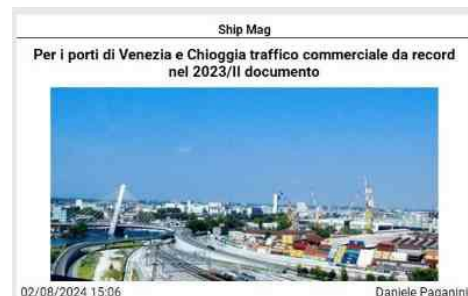 Ship Mag
Per i porti di Venezia e Chioggia traffico commerciale da record
nel 2023/Il documento
02/08/2024 15:06
Daniele Paganini